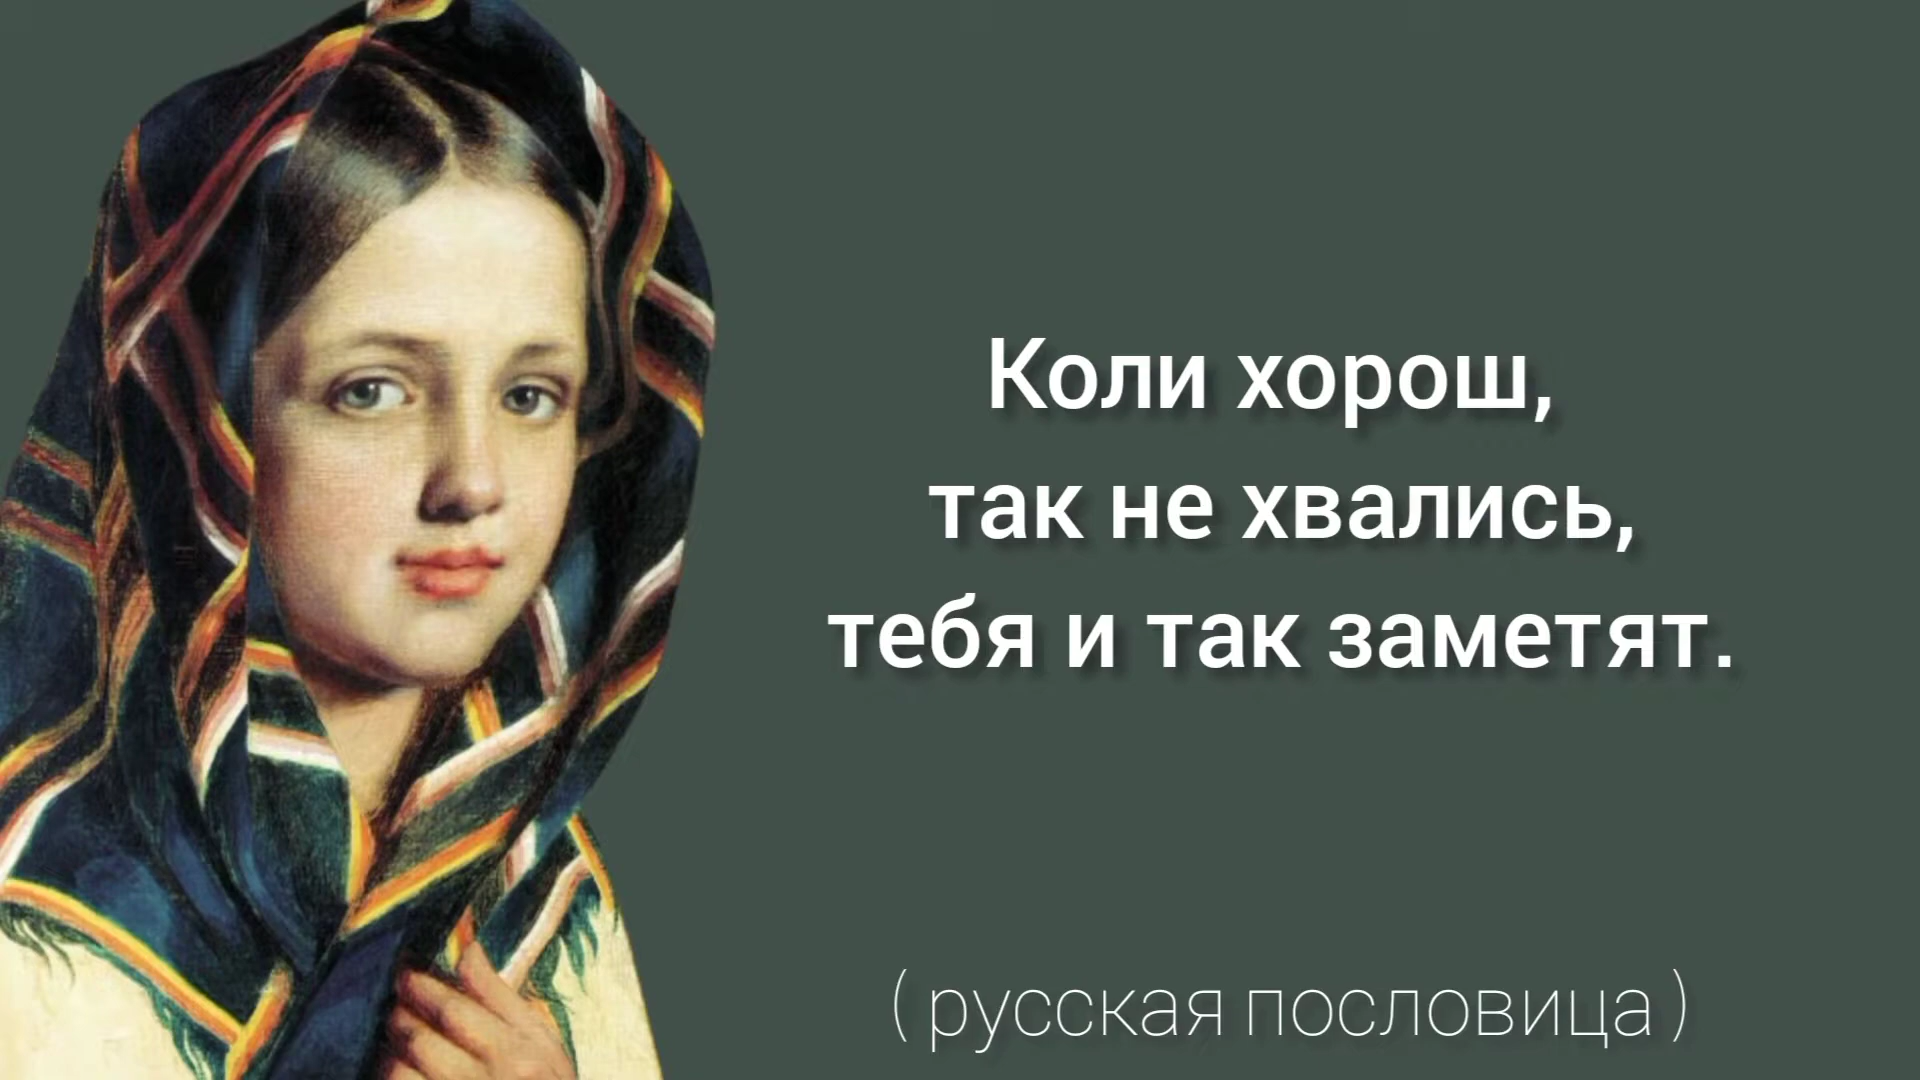 Коли хорош,
так не хвались,
тебя и так заметят.
(русская пословица)